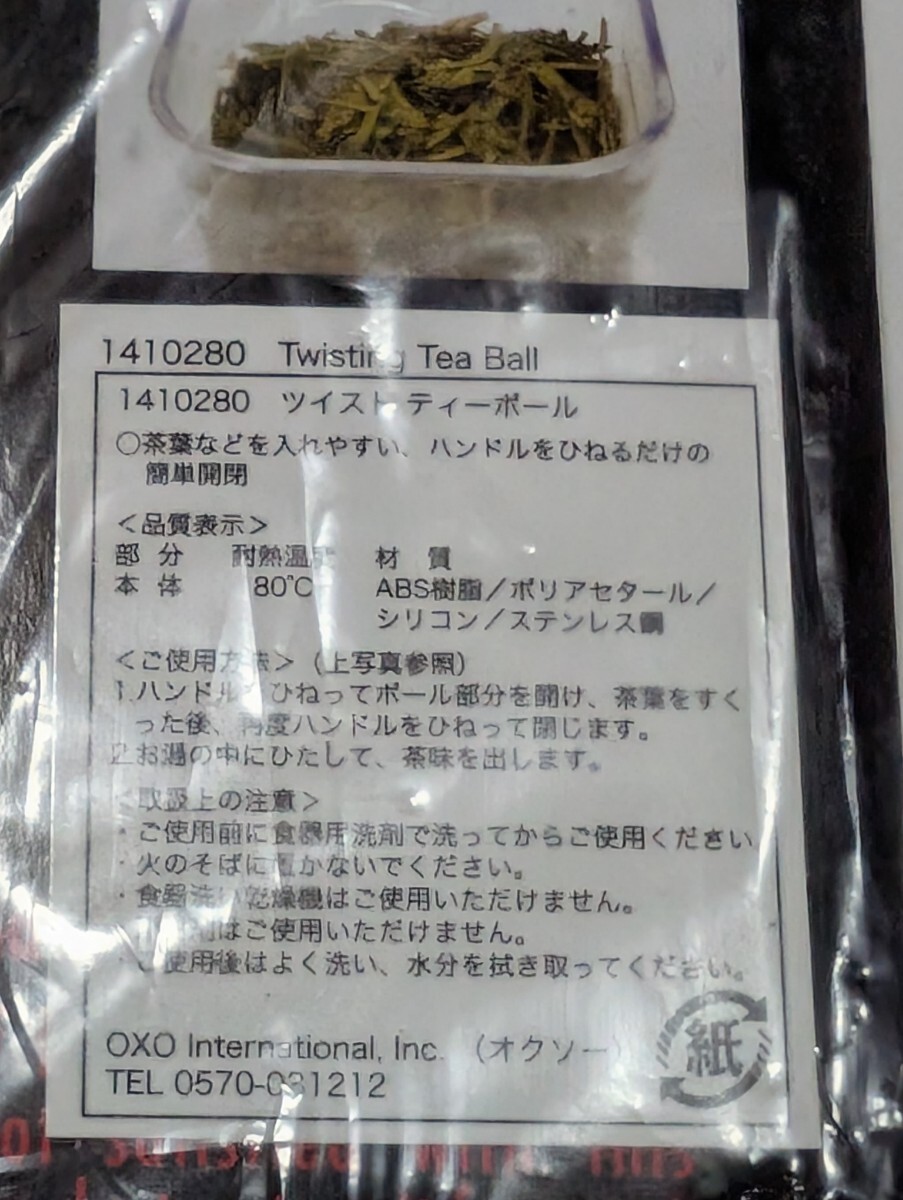 1410280 Twisting Tea Ball
1410280 ツイスト ティーボール
○茶葉などを入れやすい、ハンドルをひねるだけの
簡単開閉
＜品質表示＞
部 分 耐熱温度 材 質
本 体 80℃ ABS樹脂／ポリアセタール／
シリコン／ステンレス鋼
＜ご使用方法＞（上写真参照）
1.ハンドルをひねってボール部分を開け、茶葉をすく
った後、再度ハンドルをひねって閉じます。
2.お湯の中にひたして、茶味を出します。
＜取扱上の注意＞
・ご使用前に食器用洗剤で洗ってからご使用ください
・火のそばに置かないでください。
・食器洗い乾燥機はご使用いただけません。
はご使用いただけません。
・ご使用後はよく洗い、水分を拭き取ってください。
OXO International, Inc. （オクソー）
TEL 0570-031212
紙